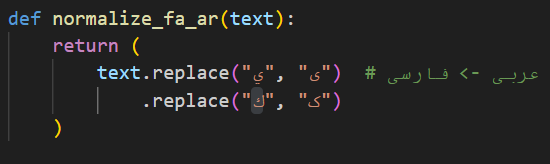 def normalize_fa_ar(text):
    return (
        text.replace("ي", "ی")  # عربی -> فارسی
            .replace("ك", "ک")
    )